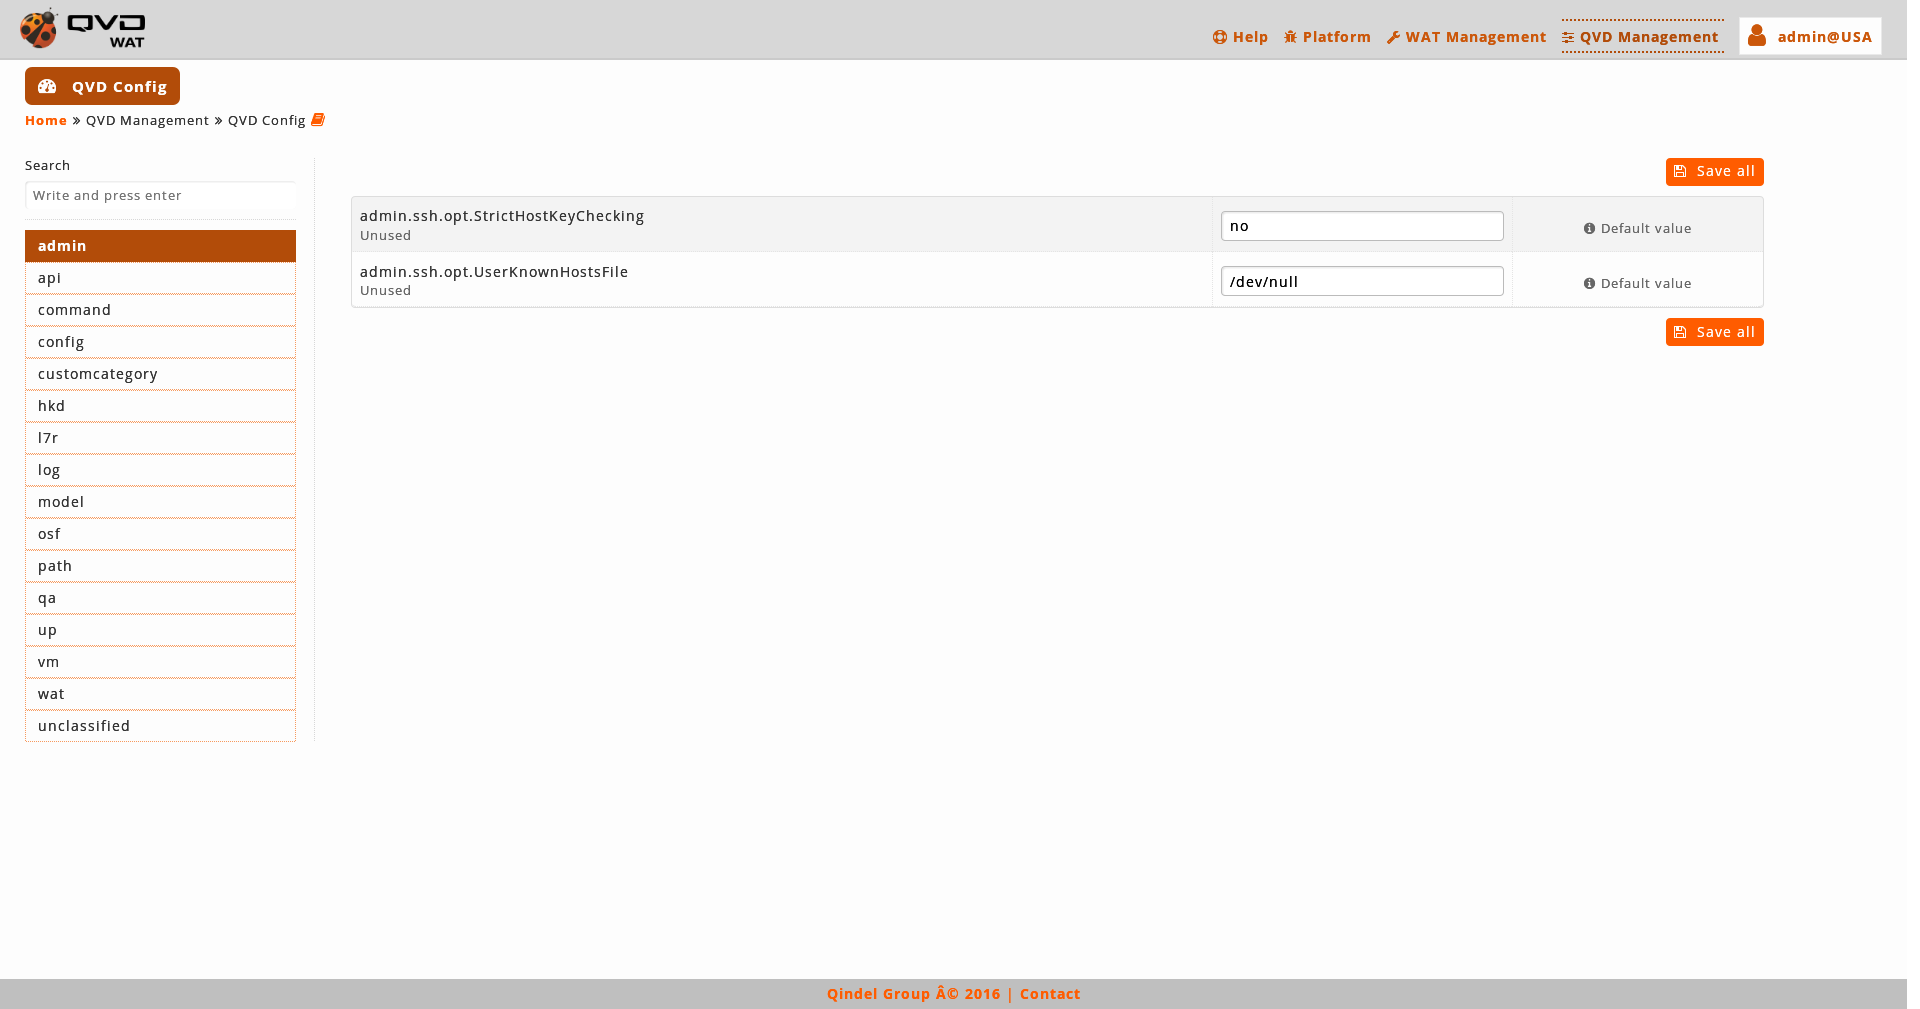 QVD
WAT
Help
Platform
WAT Management
QVD Management
admin@USA
QVD Config
Home » QVD Management » QVD Config
Search
Write and press enter
admin
api
command
config
customcategory
hkd
l7r
log
model
osf
path
qa
up
vm
wat
unclassified
Save all
admin.ssh.opt.StrictHostKeyChecking
Unused
no
Default value
admin.ssh.opt.UserKnownHostsFile
Unused
/dev/null
Default value
Save all
Qindel Group Â© 2016 | Contact